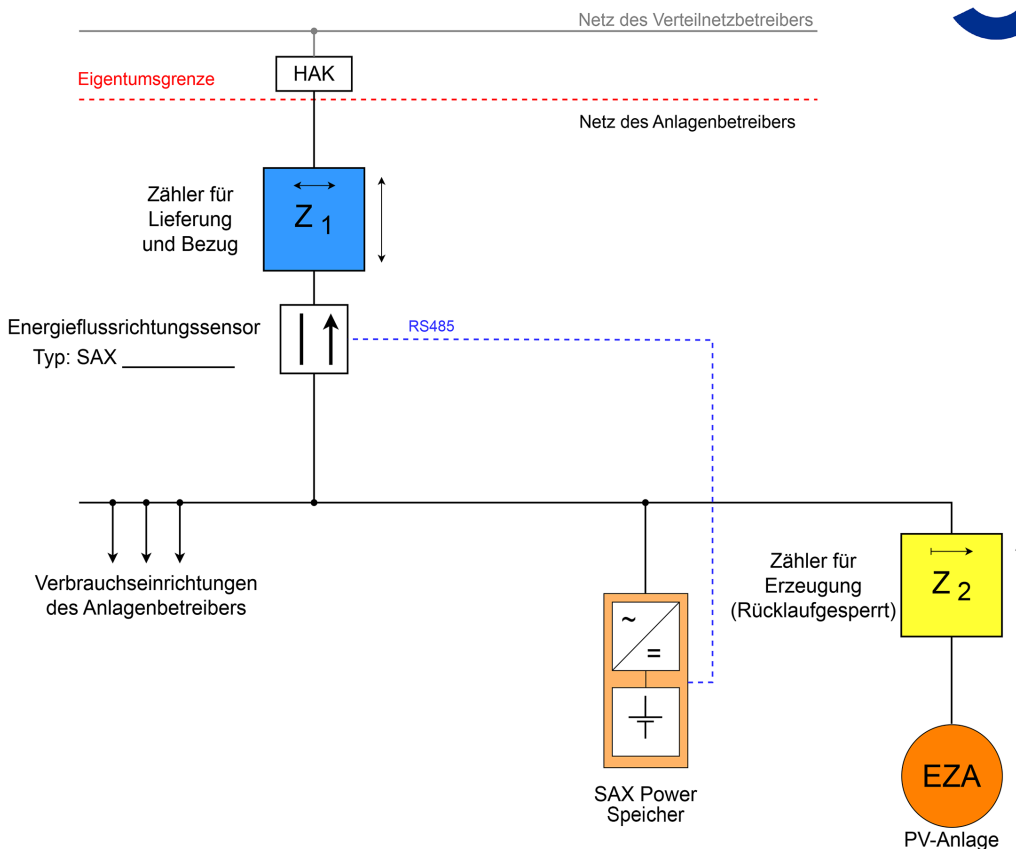 Netz des Verteilnetzbetreibers
HAK
Eigentumsgrenze
Netz des Anlagenbetreibers
Zähler für
Lieferung
und Bezug
Z 1
Energieflussrichtungssensor
Typ: SAX ___________
RS485
Verbrauchseinrichtungen
des Anlagenbetreibers
Zähler für
Erzeugung
(Rücklaufgesperrt)
Z 2
~
=
SAX Power
Speicher
EZA
PV-Anlage